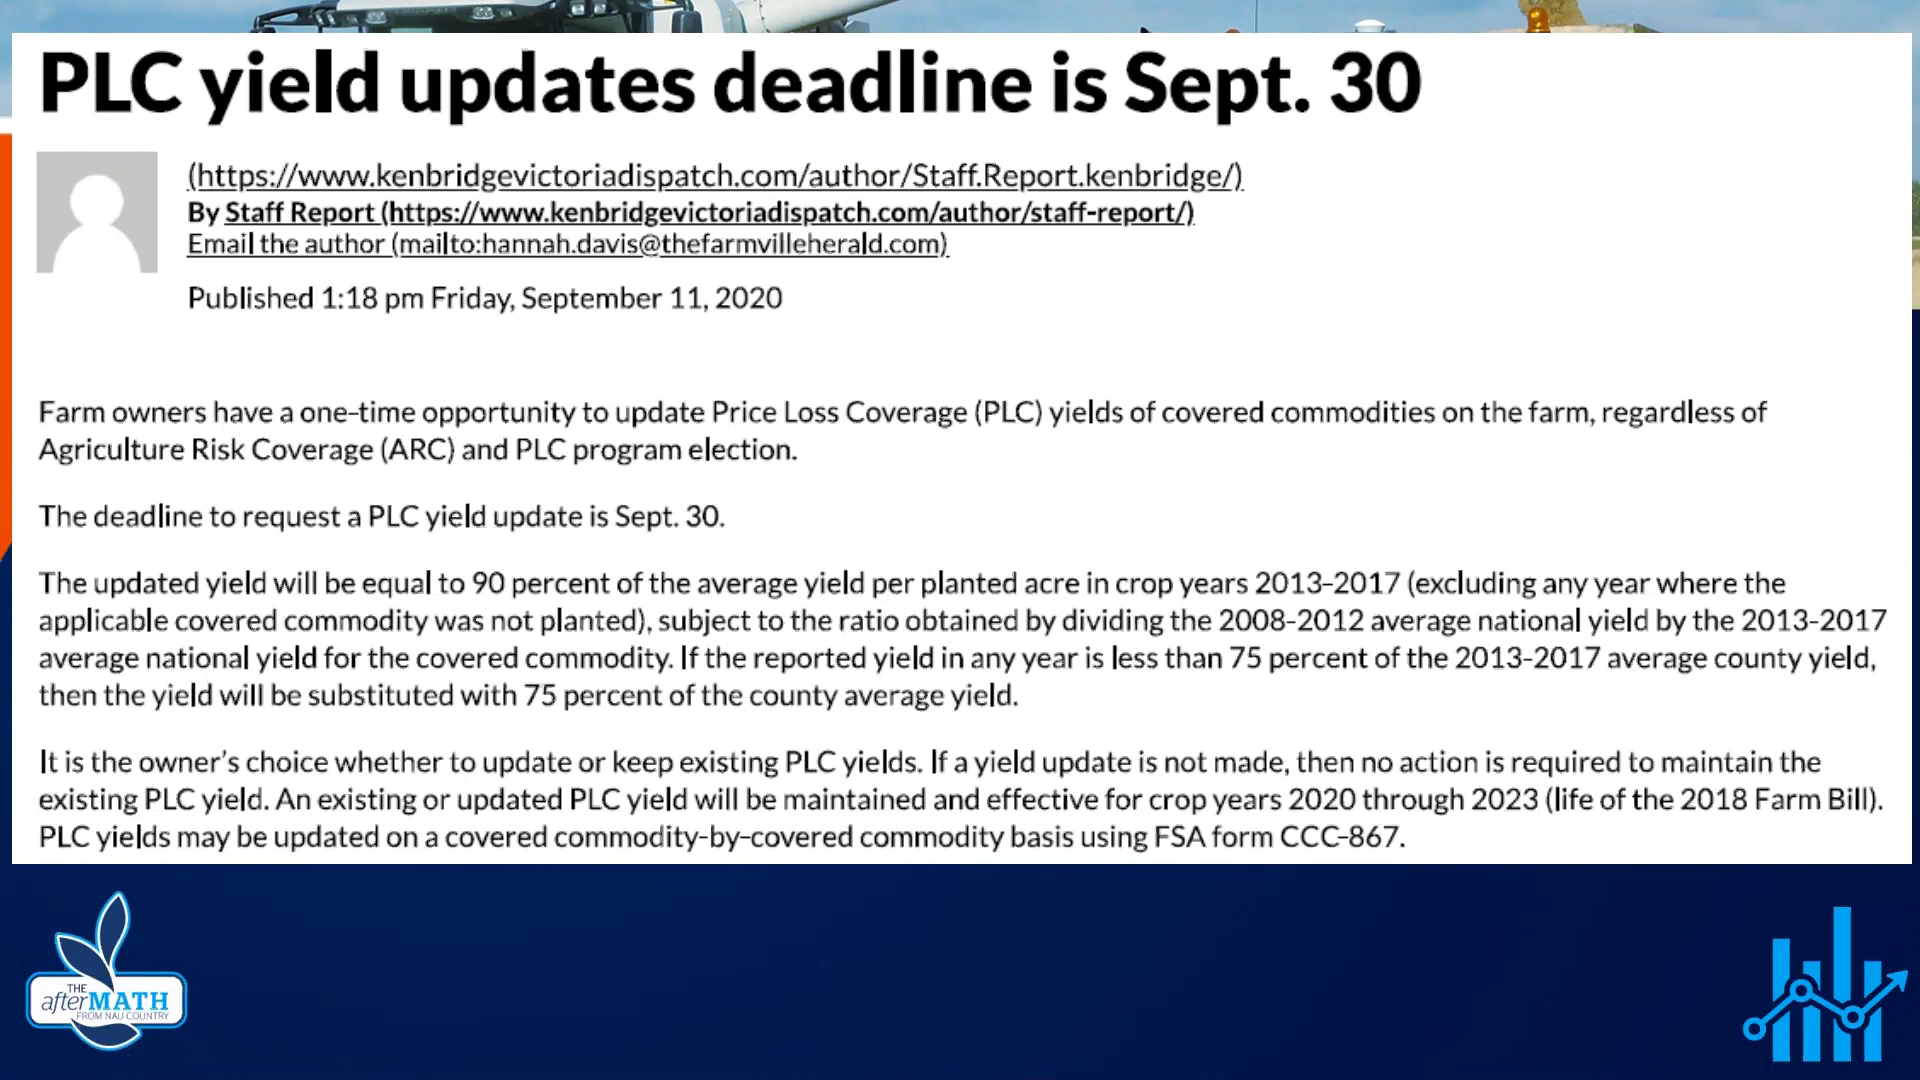 PLC yield updates deadline is Sept. 30
(https://www.kenbridgevictoriadispatch.com/author/Staff.Report.kenbridge/)
By Staff Report (https://www.kenbridgevictoriadispatch.com/author/staff-report/)
Email the author (mailto:hannah.davis@thefarmvilleherald.com)
Published 1:18 pm Friday, September 11, 2020
Farm owners have a one-time opportunity to update Price Loss Coverage (PLC) yields of covered commodities on the farm, regardless of
Agriculture Risk Coverage (ARC) and PLC program election.
The deadline to request a PLC yield update is Sept. 30.
The updated yield will be equal to 90 percent of the average yield per planted acre in crop years 2013-2017 (excluding any year where the
applicable covered commodity was not planted), subject to the ratio obtained by dividing the 2008-2012 average national yield by the 2013-2017
average national yield for the covered commodity. If the reported yield in any year is less than 75 percent of the 2013-2017 average county yield,
then the yield will be substituted with 75 percent of the county average yield.
It is the owner’s choice whether to update or keep existing PLC yields. If a yield update is not made, then no action is required to maintain the
existing PLC yield. An existing or updated PLC yield will be maintained and effective for crop years 2020 through 2023 (life of the 2018 Farm Bill).
PLC yields may be updated on a covered commodity-by-covered commodity basis using FSA form CCC-867.
THE
afterMATH
FROM NAU COUNTRY